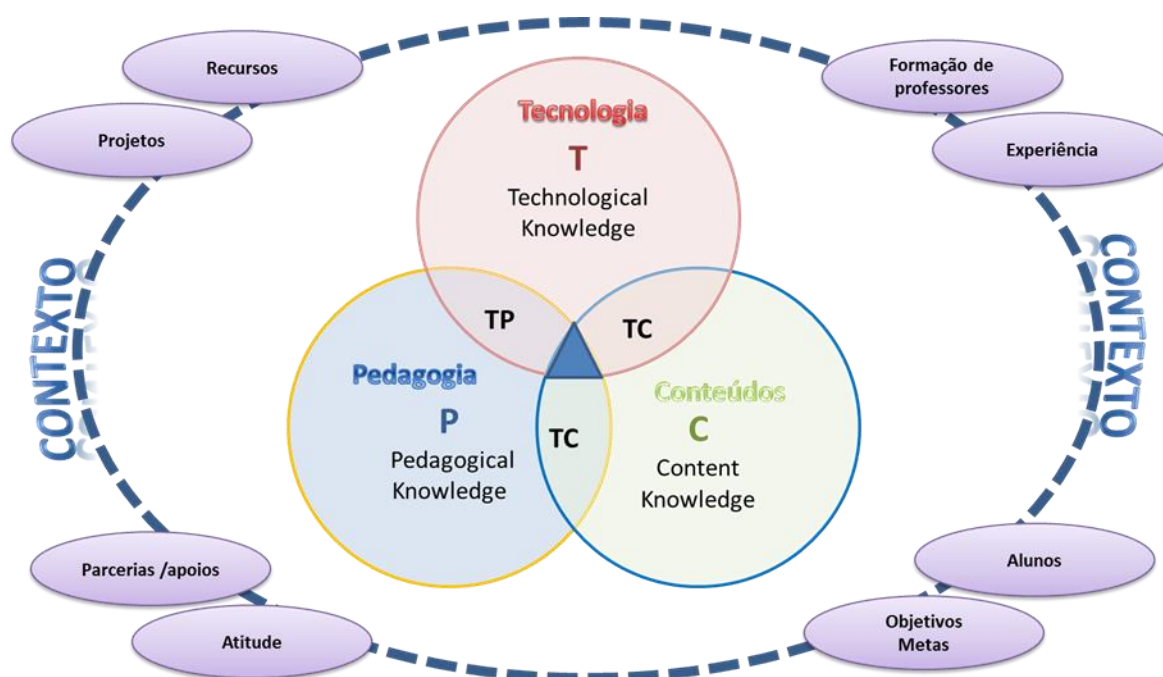 Recursos
Projetos
Formação de
professores
Experiência
Tecnologia
T
Technological
Knowledge
CONTEXTO
CONTEXTO
TP
TC
Pedagogia
P
Pedagogical
Knowledge
TC
Conteúdos
C
Content
Knowledge
Parcerias /apoios
Atitude
Alunos
Objetivos
Metas